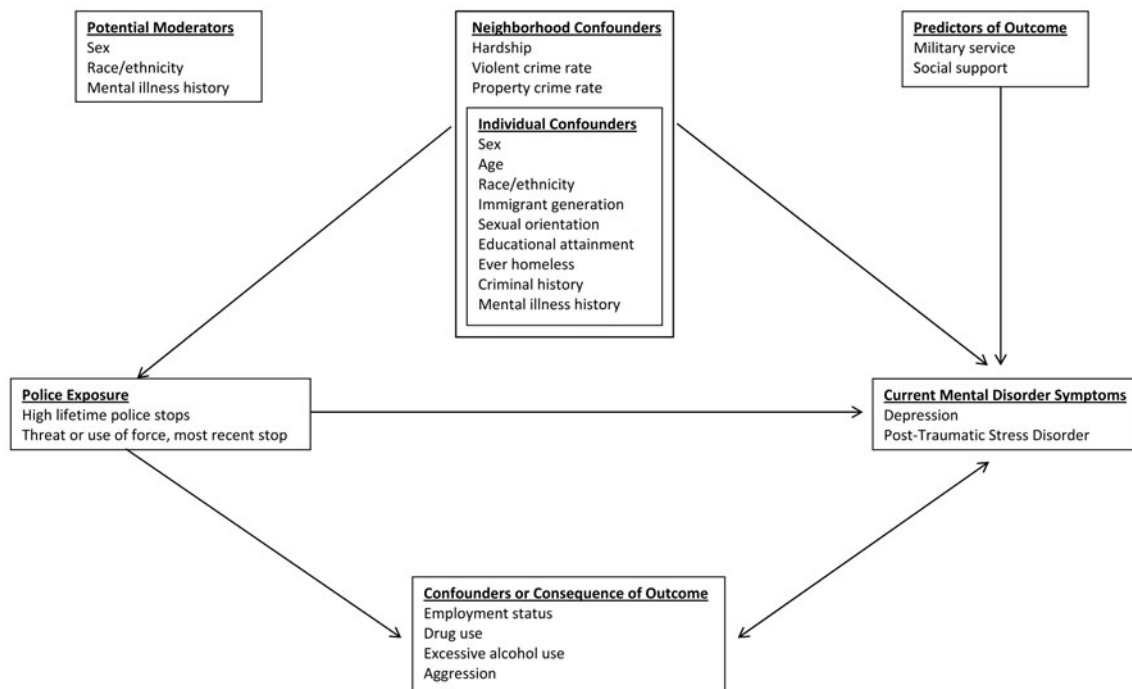 Potential Moderators
Sex
Race/ethnicity
Mental illness history
Neighborhood Confounders
Hardship
Violent crime rate
Property crime rate
Individual Confounders
Sex
Age
Race/ethnicity
Immigrant generation
Sexual orientation
Educational attainment
Ever homeless
Criminal history
Mental illness history
Predictors of Outcome
Military service
Social support
Police Exposure
High lifetime police stops
Threat or use of force, most recent stop
Current Mental Disorder Symptoms
Depression
Post-Traumatic Stress Disorder
Confounders or Consequence of Outcome
Employment status
Drug use
Excessive alcohol use
Aggression